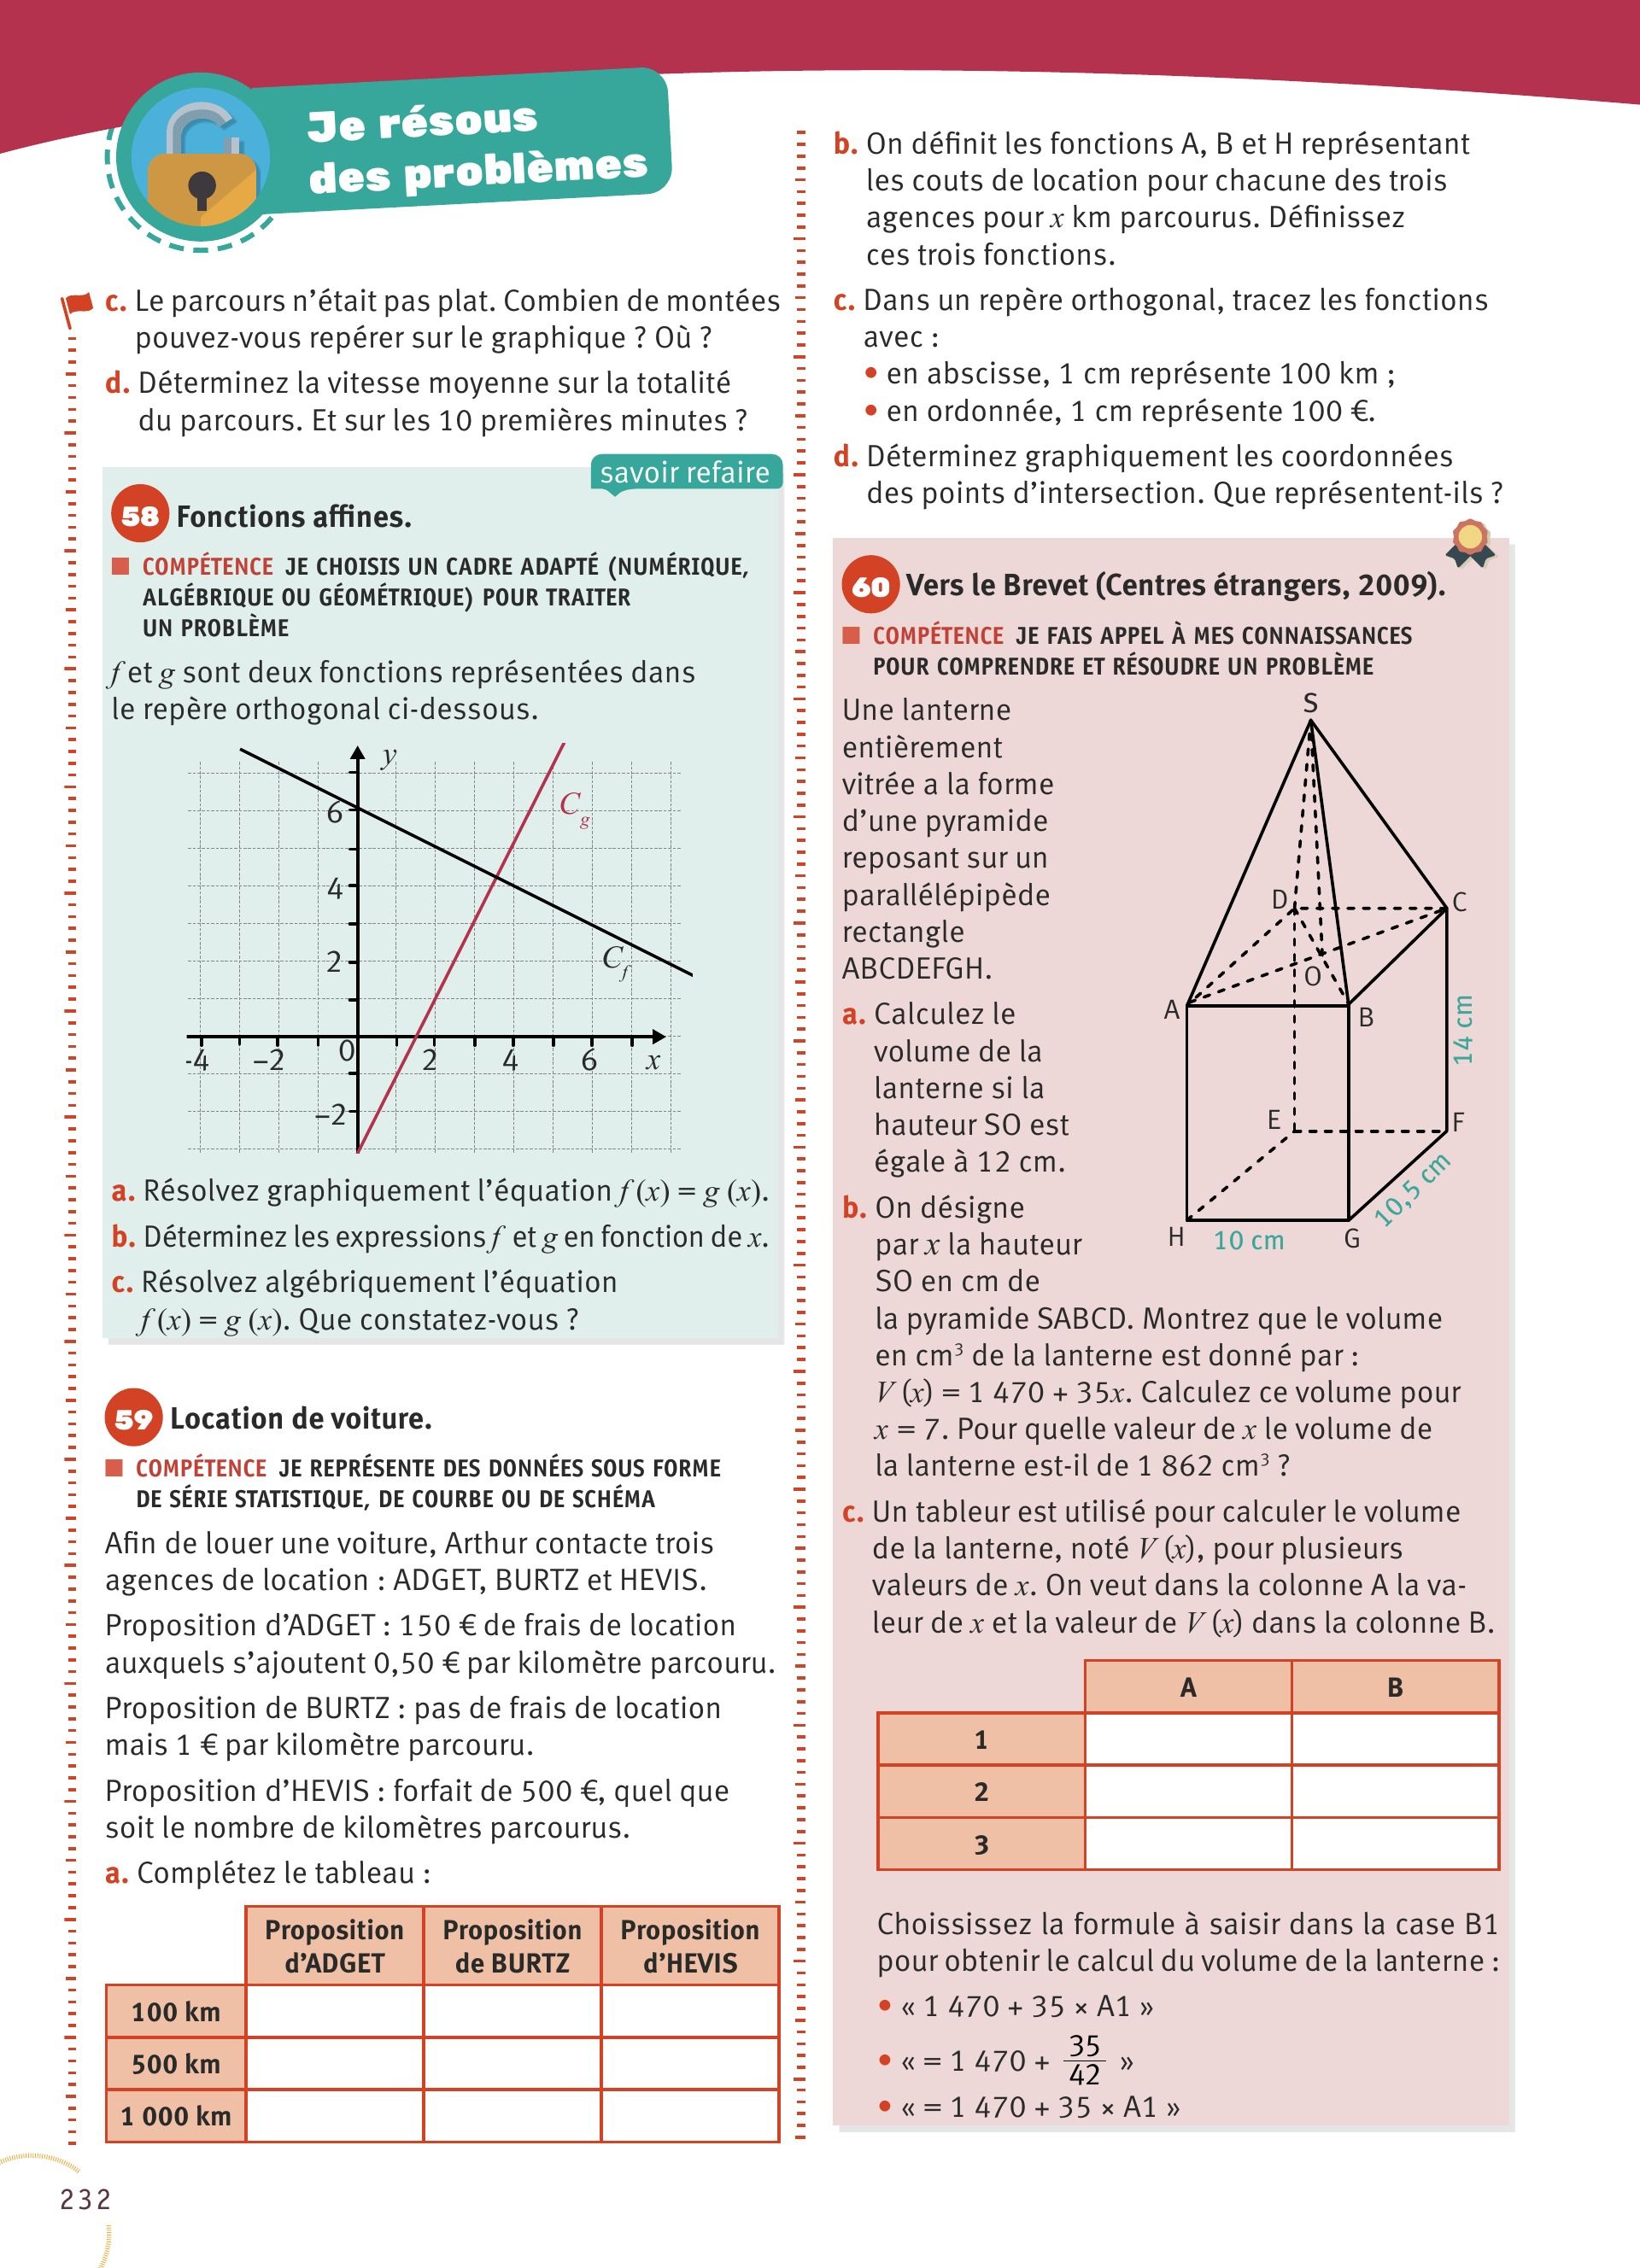 Je résous
des problèmes
c. Le parcours n’était pas plat. Combien de montées
pouvez-vous repérer sur le graphique ? Où ?
d. Déterminez la vitesse moyenne sur la totalité
du parcours. Et sur les 10 premières minutes ?
savoir refaire
58 Fonctions affines.
COMPÉTENCE JE CHOISIS UN CADRE ADAPTÉ (NUMÉRIQUE,
ALGÉBRIQUE OU GÉOMÉTRIQUE) POUR TRAITER
UN PROBLÈME
f et g sont deux fonctions représentées dans
le repère orthogonal ci-dessous.
y
C_g
6
4
2
C_f
-4 –2 0 2 4 6 x
–2
a. Résolvez graphiquement l’équation f (x) = g (x).
b. Déterminez les expressions f et g en fonction de x.
c. Résolvez algébriquement l’équation
f (x) = g (x). Que constatez-vous ?
59 Location de voiture.
COMPÉTENCE JE REPRÉSENTE DES DONNÉES SOUS FORME
DE SÉRIE STATISTIQUE, DE COURBE OU DE SCHÉMA
Afin de louer une voiture, Arthur contacte trois
agences de location : ADGET, BURTZ et HEVIS.
Proposition d’ADGET : 150 € de frais de location
auxquels s’ajoutent 0,50 € par kilomètre parcouru.
Proposition de BURTZ : pas de frais de location
mais 1 € par kilomètre parcouru.
Proposition d’HEVIS : forfait de 500 €, quel que
soit le nombre de kilomètres parcourus.
a. Complétez le tableau :
Proposition d’ADGET Proposition de BURTZ Proposition d’HEVIS
100 km
500 km
1 000 km
232
b. On définit les fonctions A, B et H représentant
les couts de location pour chacune des trois
agences pour x km parcourus. Définissez
ces trois fonctions.
c. Dans un repère orthogonal, tracez les fonctions
avec :
• en abscisse, 1 cm représente 100 km ;
• en ordonnée, 1 cm représente 100 €.
d. Déterminez graphiquement les coordonnées
des points d’intersection. Que représentent-ils ?
60 Vers le Brevet (Centres étrangers, 2009).
COMPÉTENCE JE FAIS APPEL À MES CONNAISSANCES
POUR COMPRENDRE ET RÉSOUDRE UN PROBLÈME
Une lanterne
entièrement
vitrée a la forme
d’une pyramide
reposant sur un
parallélépipède
rectangle
ABCDEFGH.
a. Calculez le
volume de la
lanterne si la
hauteur SO est
égale à 12 cm.
b. On désigne
par x la hauteur
SO en cm de
S
D C
O
A B
14 cm
E F
10,5 cm
H 10 cm G
la pyramide SABCD. Montrez que le volume
en cm³ de la lanterne est donné par :
V (x) = 1 470 + 35x. Calculez ce volume pour
x = 7. Pour quelle valeur de x le volume de
la lanterne est-il de 1 862 cm³ ?
c. Un tableur est utilisé pour calculer le volume
de la lanterne, noté V (x), pour plusieurs
valeurs de x. On veut dans la colonne A la va-
leur de x et la valeur de V (x) dans la colonne B.
A B
1
2
3
Choississez la formule à saisir dans la case B1
pour obtenir le calcul du volume de la lanterne :
• « 1 470 + 35 × A1 »
• « = 1 470 + 35/42 »
• « = 1 470 + 35 × A1 »